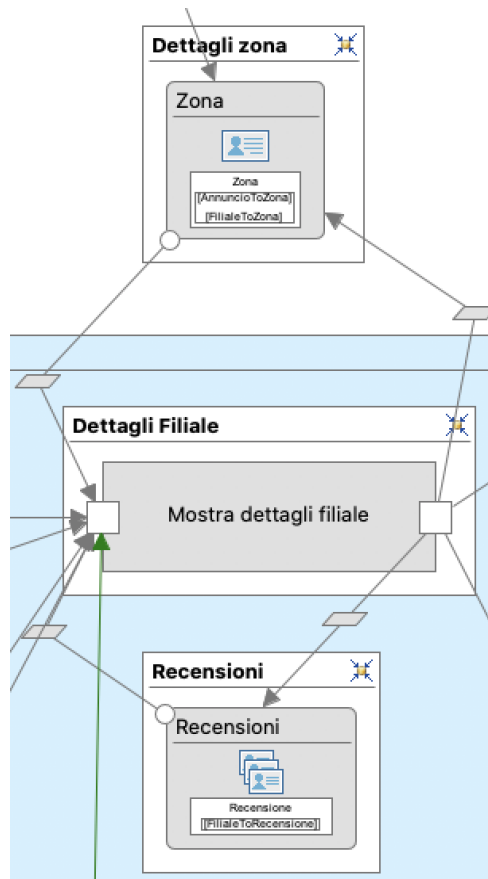 Dettagli zona
Zona
Zona
[AnnuncioToZona]
[FilialeToZona]
Dettagli Filiale
Mostra dettagli filiale
Recensioni
Recensioni
Recensione
[[FilialeToRecensione]]